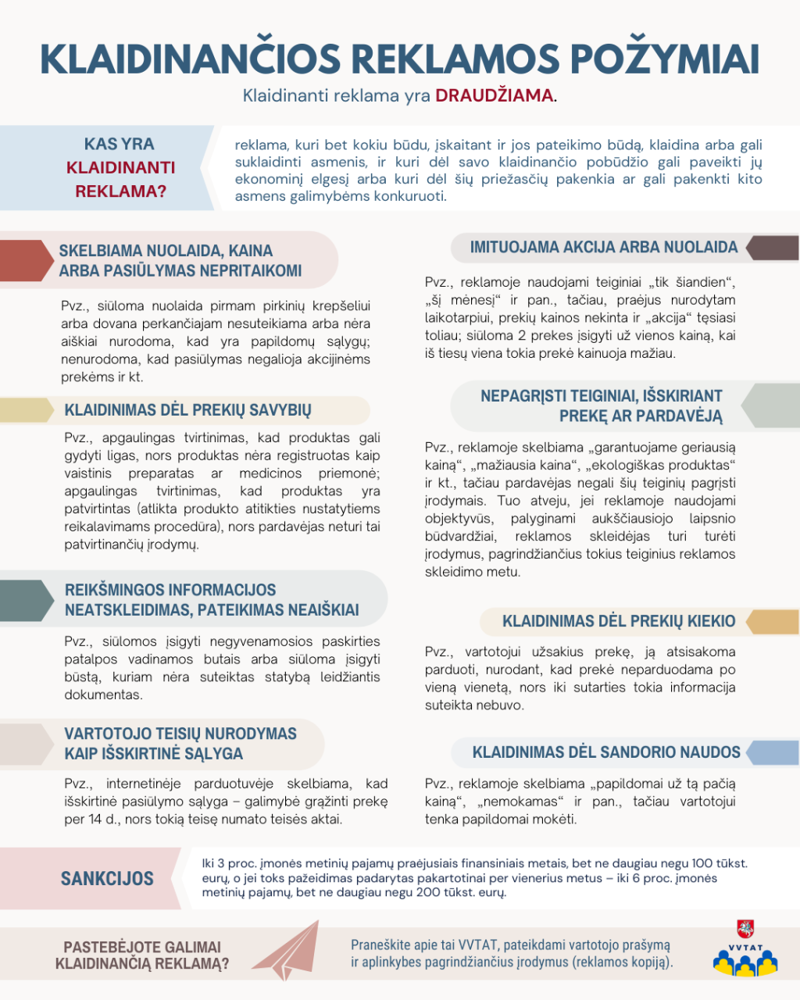 KLAIDINANČIOS REKLAMOS POŽYMIAI
Klaidinanti reklama yra DRAUDŽIAMA.
KAS YRA
KLAIDINANTI
REKLAMA?
reklama, kuri bet kokiu būdu, įskaitant ir jos pateikimo būdą, klaidina arba gali
suklaidinti asmenis, ir kuri dėl savo klaidinančio pobūdžio gali paveikti jų
ekonominį elgesį arba kuri dėl šių priežasčių pakenkia ar gali pakenkti kito
asmens galimybėms konkuruoti.
SKELBIAMA NUOLAIDA, KAINA
ARBA PASIŪLYMAS NEPRITAIKOMI
Pvz., siūloma nuolaida pirmam pirkinių krepšeliui
arba dovana perkančiajam nesuteikiama arba nėra
aiškiai nurodoma, kad yra papildomų sąlygų;
nenurodoma, kad pasiūlymas negalioja akcijinėms
prekėms ir kt.
KLAIDINIMAS DĖL PREKIŲ SAVYBIŲ
Pvz., apgaulingas tvirtinimas, kad produktas gali
gydyti ligas, nors produktas nėra registruotas kaip
vaistinis preparatas ar medicinos priemonė;
apgaulingas tvirtinimas, kad produktas yra
patvirtintas (atlikta produkto atitikties nustatytiems
reikalavimams procedūra), nors pardavėjas neturi tai
patvirtinančių įrodymų.
REIKŠMINGOS INFORMACIJOS
NEATSKLEIDIMAS, PATEIKIMAS NEAIŠKIAI
Pvz., siūlomos įsigyti negyvenamosios paskirties
patalpos vadinamos butais arba siūloma įsigyti
būstą, kuriam nėra suteiktas statybą leidžiantis
dokumentas.
VARTOTOJO TEISIŲ NURODYMAS
KAIP IŠSKIRTINĖ SĄLYGA
Pvz., internetinėje parduotuvėje skelbiama, kad
išskirtinė pasiūlymo sąlyga – galimybė grąžinti prekę
per 14 d., nors tokią teisę numato teisės aktai.
IMITUOJAMA AKCIJA ARBA NUOLAIDA
Pvz., reklamoje naudojami teiginiai „tik šiandien“,
„šį mėnesį“ ir pan., tačiau, praėjus nurodytam
laikotarpiui, prekių kainos nekinta ir „akcija“ tęsiasi
toliau; siūloma 2 prekes įsigyti už vienos kainą, kai
iš tiesų viena tokia prekė kainuoja mažiau.
NEPAGRĮSTI TEIGINIAI, IŠSKIRIANT
PREKĘ AR PARDAVĖJĄ
Pvz., reklamoje skelbiama „garantuojame geriausią
kainą“, „mažiausia kaina“, „ekologiškas produktas“
ir kt., tačiau pardavėjas negali šių teiginių pagrįsti
įrodymais. Tuo atveju, jei reklamoje naudojami
objektyvūs, palyginami aukščiausiojo laipsnio
būdvardžiai, reklamos skleidėjas turi turėti
įrodymus, pagrindžiančius tokius teiginius reklamos
skleidimo metu.
KLAIDINIMAS DĖL PREKIŲ KIEKIO
Pvz., vartotojui užsakius prekę, ją atsisakoma
parduoti, nurodant, kad prekė neparduodama po
vieną vienetą, nors iki sutarties tokia informacija
suteikta nebuvo.
KLAIDINIMAS DĖL SANDORIO NAUDOS
Pvz., reklamoje skelbiama „papildomai už tą pačią
kainą“, „nemokamas“ ir pan., tačiau vartotojui
tenka papildomai mokėti.
SANKCIJOS
Iki 3 proc. įmonės metinių pajamų praėjusiais finansiniais metais, bet ne daugiau negu 100 tūkst.
eurų, o jei toks pažeidimas padarytas pakartotinai per vienerius metus – iki 6 proc. įmonės
metinių pajamų, bet ne daugiau negu 200 tūkst. eurų.
PASTEBĖJOTE GALIMAI
KLAIDINANČIĄ REKLAMĄ?
Praneškite apie tai VVTAT, pateikdami vartotojo prašymą
ir aplinkybes pagrindžiančius įrodymus (reklamos kopiją).
VVTAT